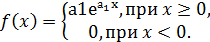 f(x) = { a1e^{a₁x}, при x ≥ 0,
0, при x < 0.